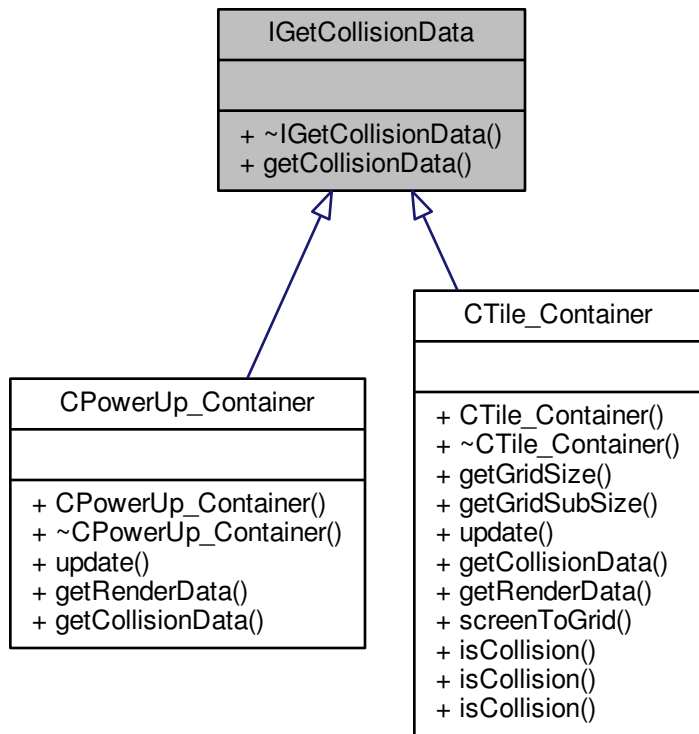 IGetCollisionData
+ ~IGetCollisionData()
+ getCollisionData()
CPowerUp_Container
+ CPowerUp_Container()
+ ~CPowerUp_Container()
+ update()
+ getRenderData()
+ getCollisionData()
CTile_Container
+ CTile_Container()
+ ~CTile_Container()
+ getGridSize()
+ getGridSubSize()
+ update()
+ getCollisionData()
+ getRenderData()
+ screenToGrid()
+ isCollision()
+ isCollision()
+ isCollision()